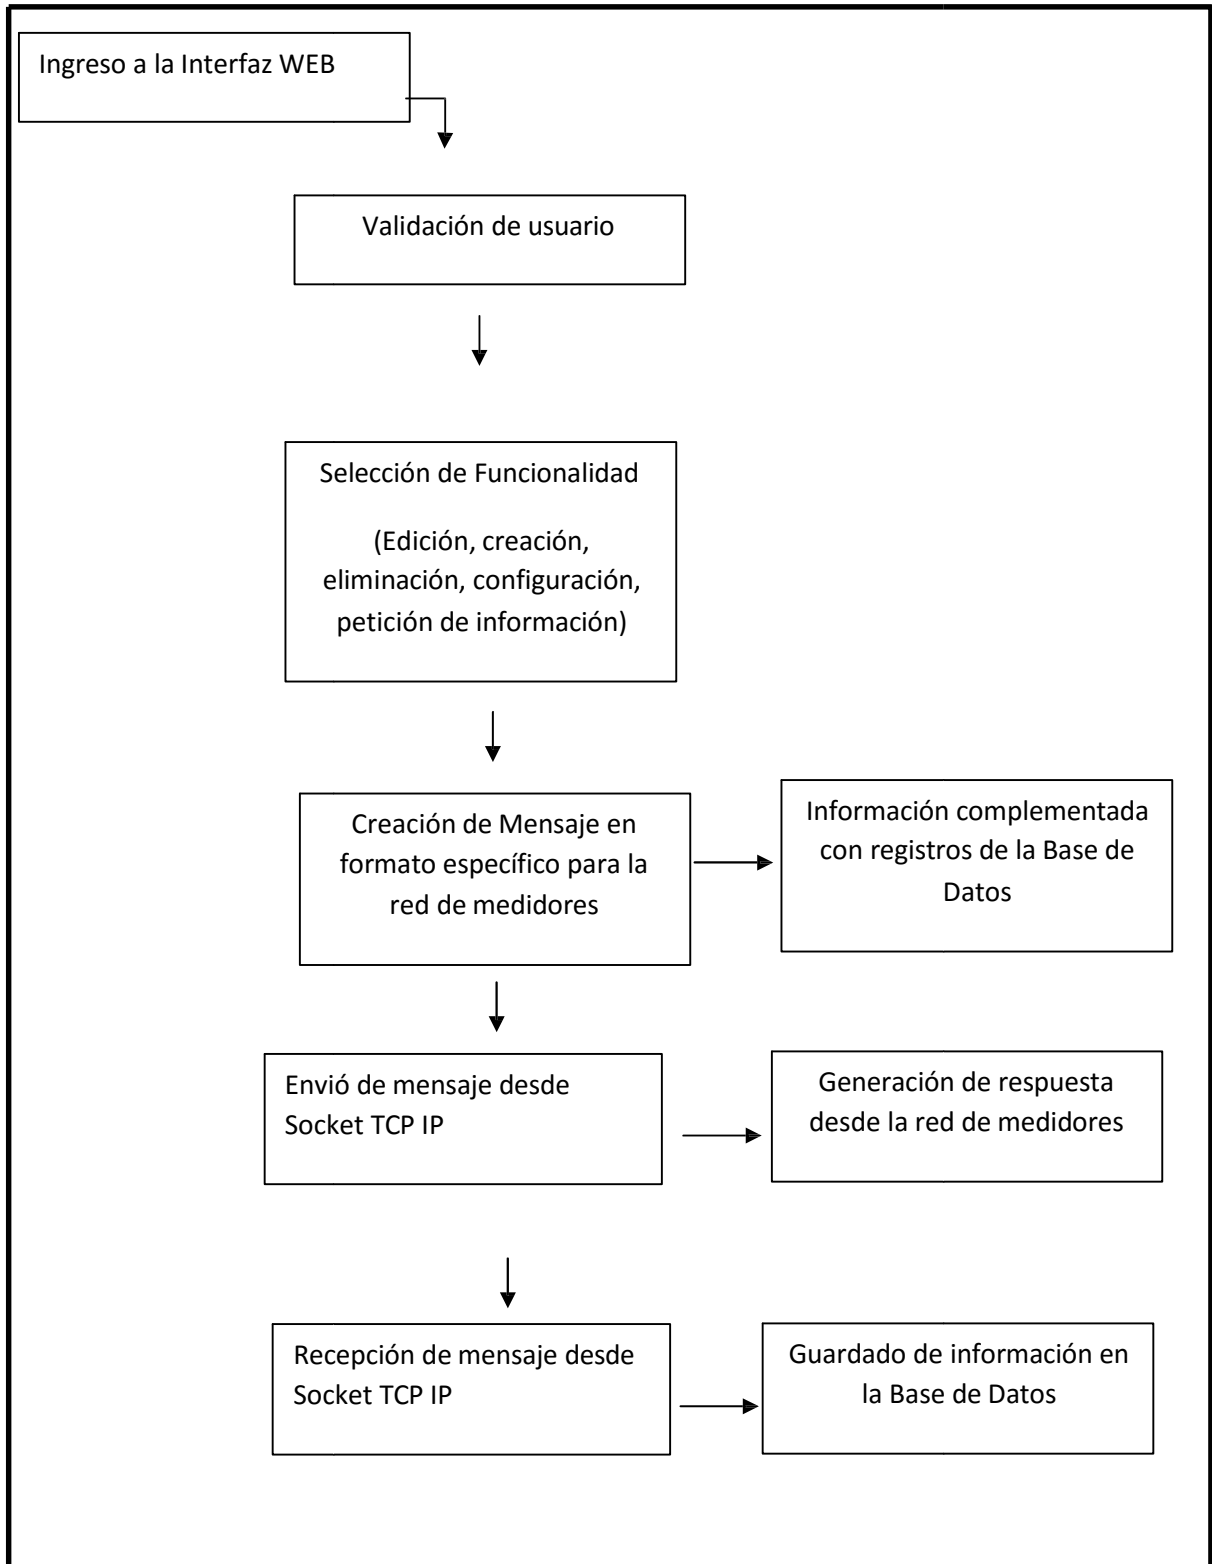 Ingreso a la Interfaz WEB
Validación de usuario
Selección de Funcionalidad
(Edición, creación,
eliminación, configuración,
petición de información)
Creación de Mensaje en
formato específico para la
red de medidores
Información complementada
con registros de la Base de
Datos
Envió de mensaje desde
Socket TCP IP
Generación de respuesta
desde la red de medidores
Recepción de mensaje desde
Socket TCP IP
Guardado de información en
la Base de Datos